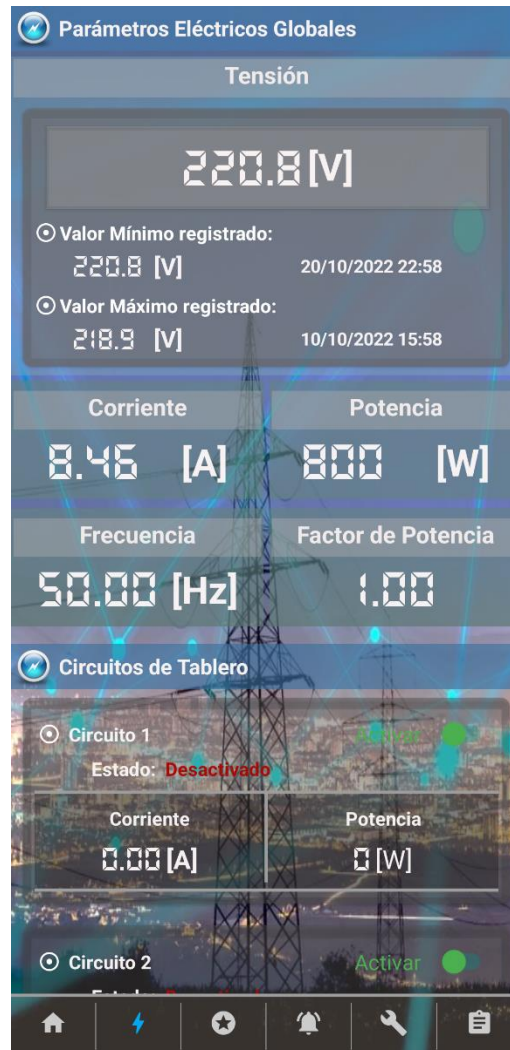 Parámetros Eléctricos Globales
Tensión
220.8 [V]
Valor Mínimo registrado:
220.8 [V] 20/10/2022 22:58
Valor Máximo registrado:
218.9 [V] 10/10/2022 15:58
Corriente Potencia
8.46 [A] 800 [W]
Frecuencia Factor de Potencia
50.00 [Hz] 1.00
Circuitos de Tablero
Circuito 1 Activar
Estado: Desactivado
Corriente Potencia
0.00 [A] 0 [W]
Circuito 2 Activar